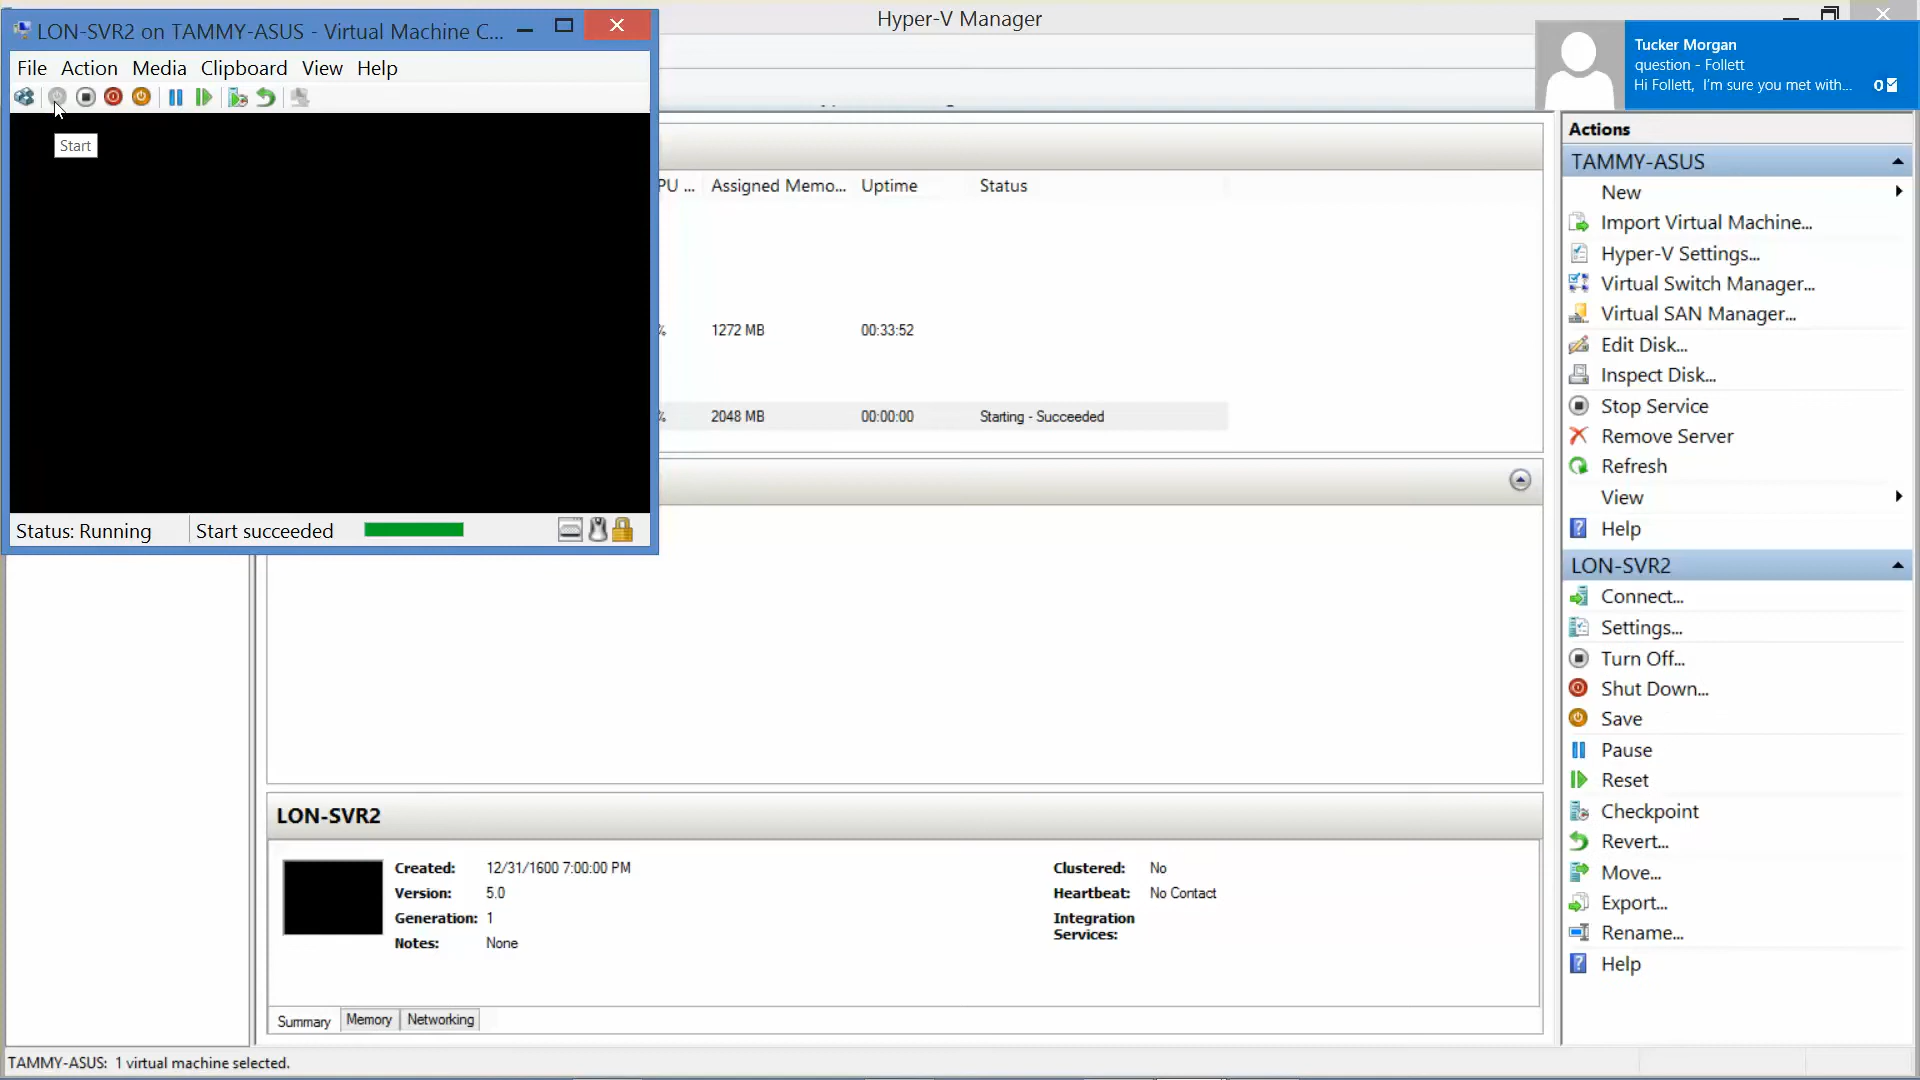 LON-SVR2 on TAMMY-ASUS - Virtual Machine C...
File Action Media Clipboard View Help
Start
Status: Running
Start succeeded
Hyper-V Manager
Tucker Morgan
question - Follett
Hi Follett, I'm sure you met with...
0
PU ... Assigned Memo... Uptime Status
% 1272 MB 00:33:52
% 2048 MB 00:00:00 Starting - Succeeded
LON-SVR2
Created: 12/31/1600 7:00:00 PM
Version: 5.0
Generation: 1
Notes: None
Clustered: No
Heartbeat: No Contact
Integration
Services:
Summary Memory Networking
TAMMY-ASUS: 1 virtual machine selected.
Actions
TAMMY-ASUS
New
Import Virtual Machine...
Hyper-V Settings...
Virtual Switch Manager...
Virtual SAN Manager...
Edit Disk...
Inspect Disk...
Stop Service
Remove Server
Refresh
View
Help
LON-SVR2
Connect...
Settings...
Turn Off...
Shut Down...
Save
Pause
Reset
Checkpoint
Revert...
Move...
Export...
Rename...
Help